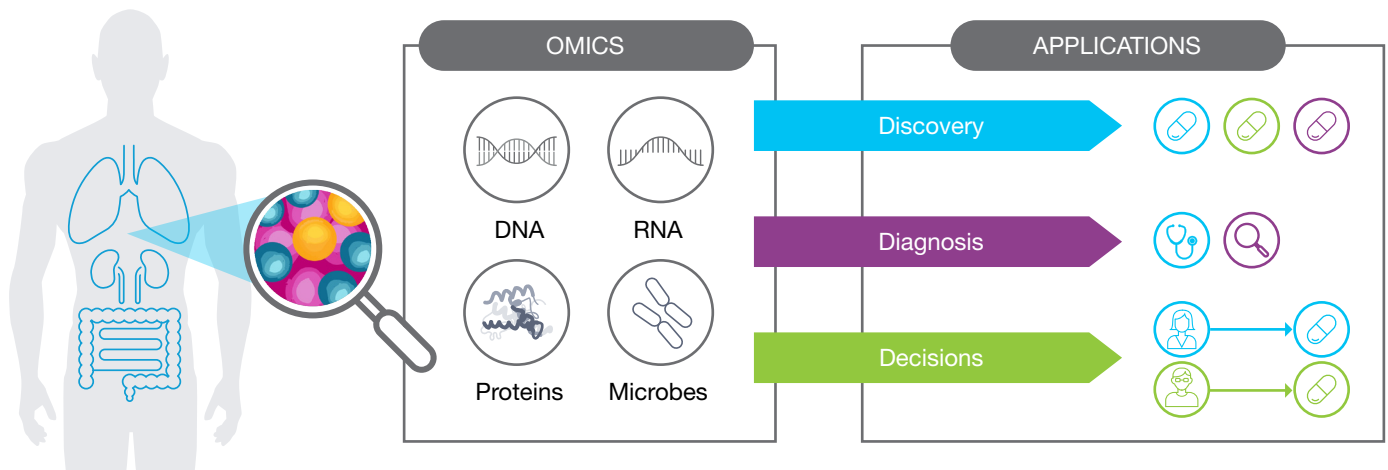 OMICS
DNA
RNA
Proteins
Microbes
APPLICATIONS
Discovery
Diagnosis
Decisions